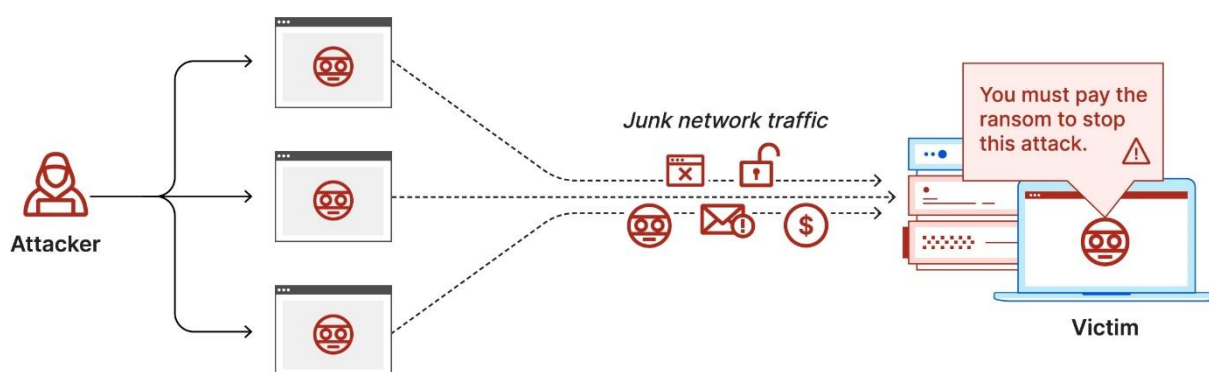 Junk network traffic
You must pay the
ransom to stop
this attack.
Attacker
Victim